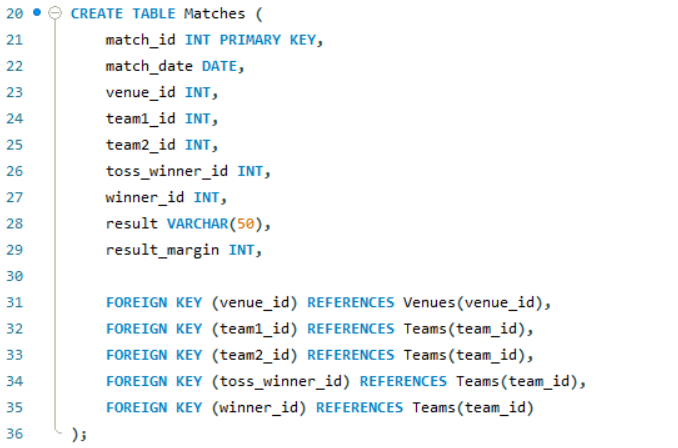 20 CREATE TABLE Matches (
21 match_id INT PRIMARY KEY,
22 match_date DATE,
23 venue_id INT,
24 team1_id INT,
25 team2_id INT,
26 toss_winner_id INT,
27 winner_id INT,
28 result VARCHAR(50),
29 result_margin INT,
30
31 FOREIGN KEY (venue_id) REFERENCES Venues(venue_id),
32 FOREIGN KEY (team1_id) REFERENCES Teams(team_id),
33 FOREIGN KEY (team2_id) REFERENCES Teams(team_id),
34 FOREIGN KEY (toss_winner_id) REFERENCES Teams(team_id),
35 FOREIGN KEY (winner_id) REFERENCES Teams(team_id)
36 );